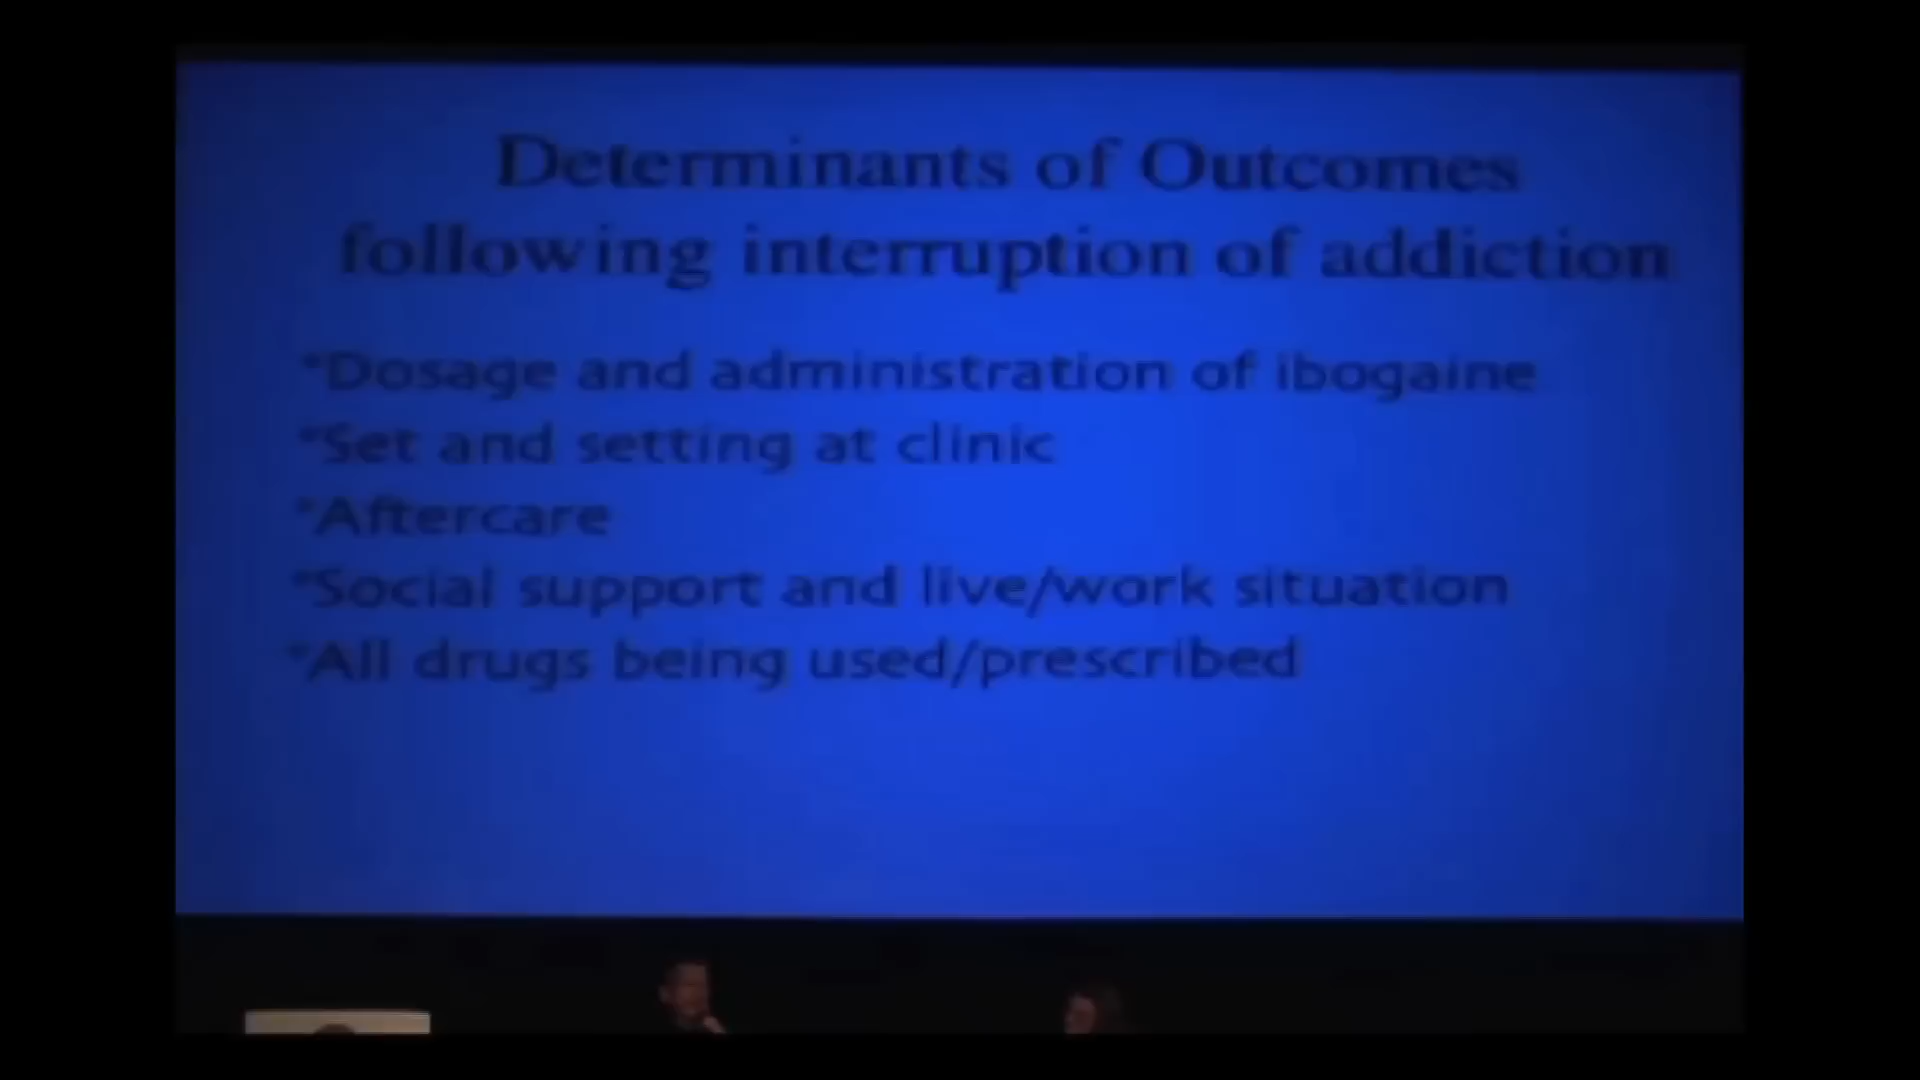 Determinants of Outcomes
following interruption of addiction
*Dosage and administration of ibogaine
*Set and setting at clinic
*Aftercare
*Social support and live/work situation
*All drugs being used/prescribed